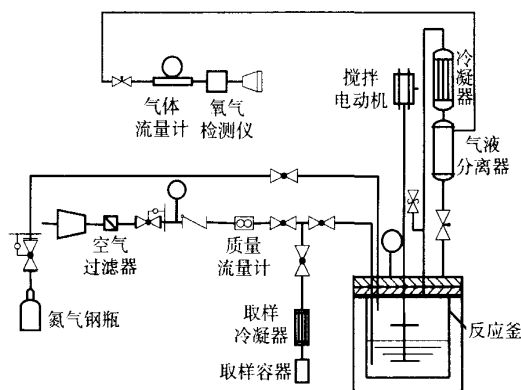 冷凝器
搅拌
电动机
气体
流量计
氧气
检测仪
气液
分离器
空气
过滤器
质量
流量计
氮气钢瓶
取样
冷凝器
反应釜
取样容器